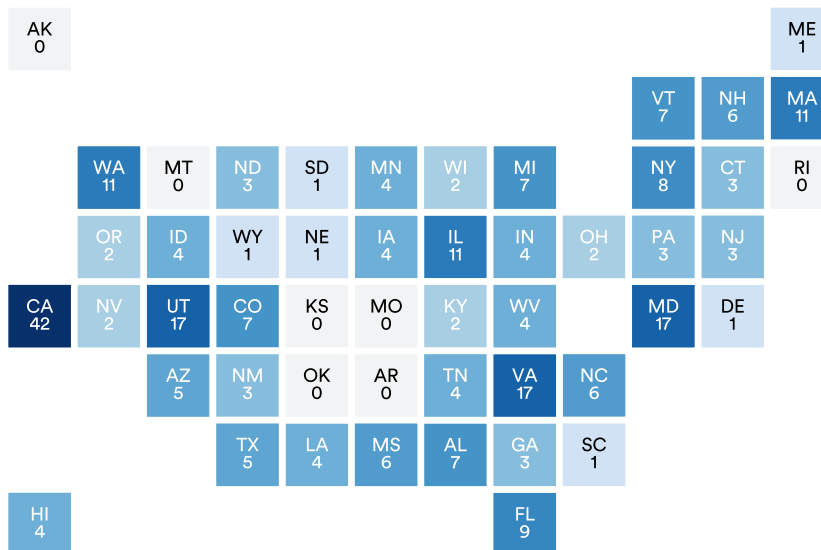 AK
0
ME
1
VT
7
NH
6
MA
11
WA
11
MT
0
ND
3
SD
1
MN
4
WI
2
MI
7
NY
8
CT
3
RI
0
OR
2
ID
4
WY
1
NE
1
IA
4
IL
11
IN
4
OH
2
PA
3
NJ
3
CA
42
NV
2
UT
17
CO
7
KS
0
MO
0
KY
2
WV
4
MD
17
DE
1
AZ
5
NM
3
OK
0
AR
0
TN
4
VA
17
NC
6
TX
5
LA
4
MS
6
AL
7
GA
3
SC
1
HI
4
FL
9